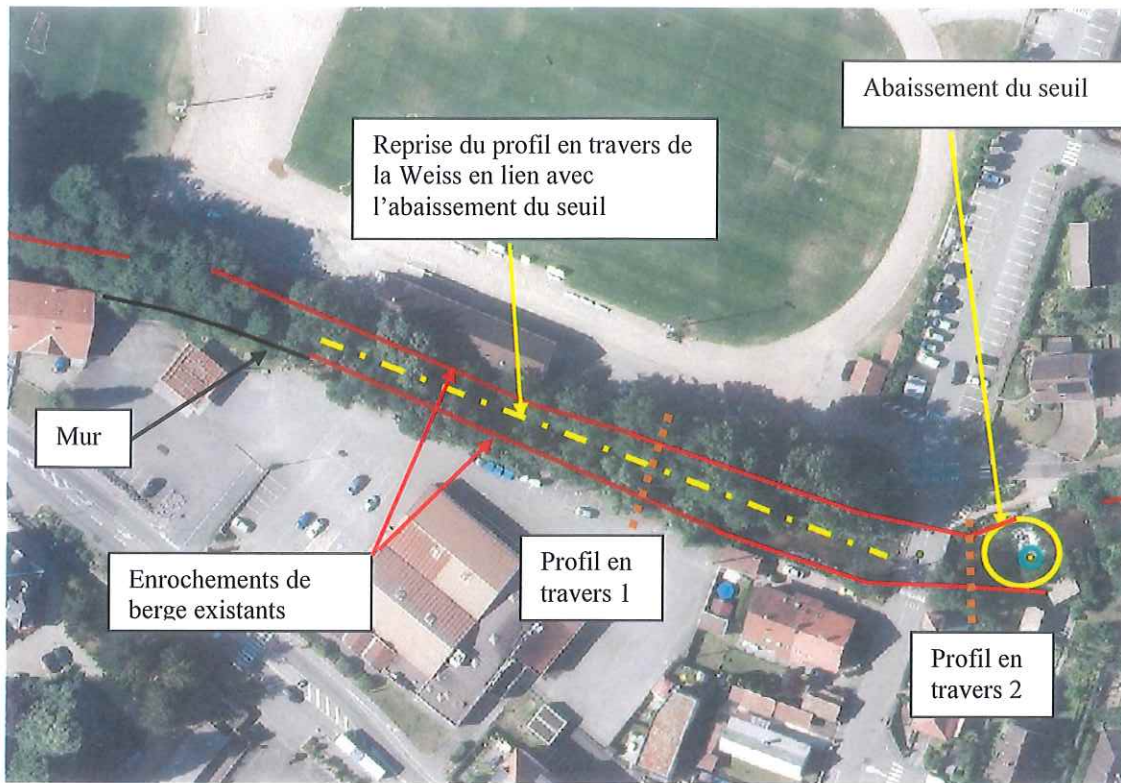 Abaissement du seuil
Reprise du profil en travers de
la Weiss en lien avec
l'abaissement du seuil
Mur
Enrochements de
berge existants
Profil en
travers 1
Profil en
travers 2